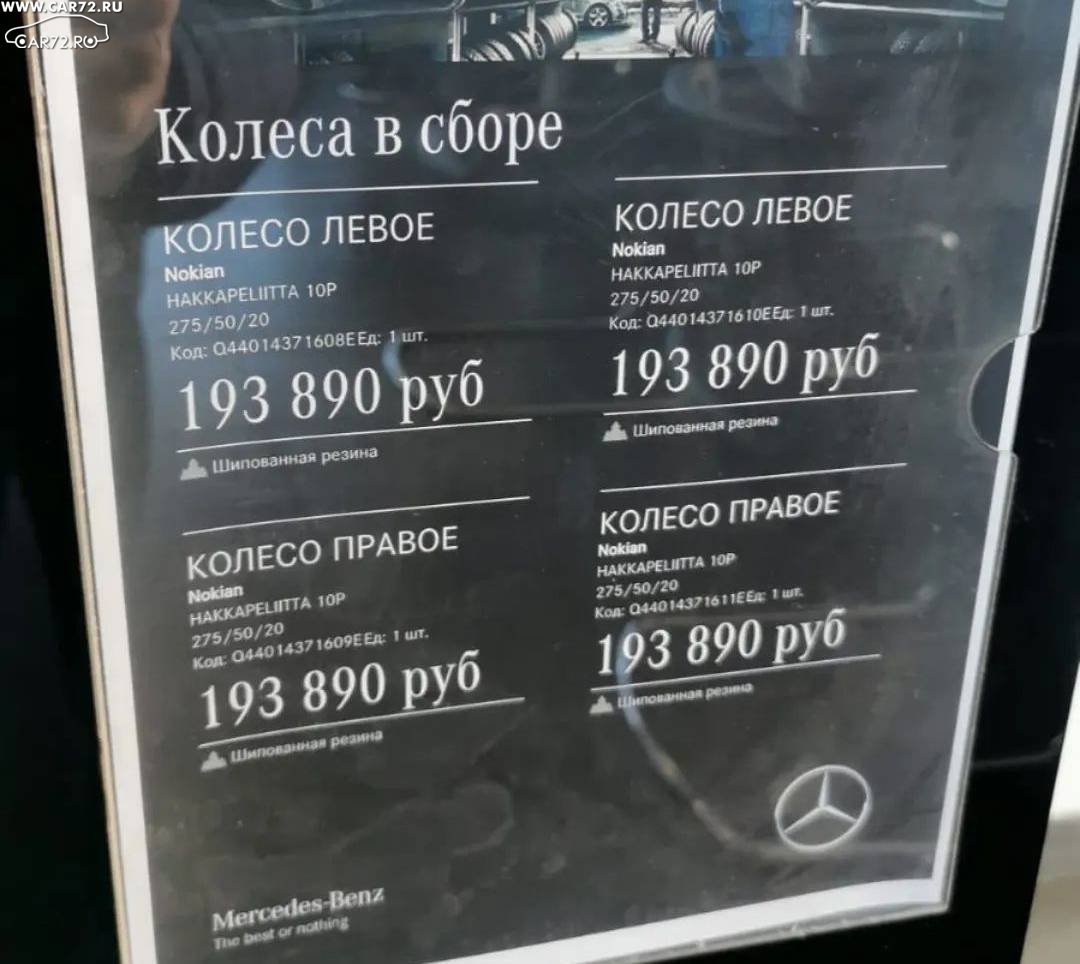 WWW.CAR72.RU
CAR72.RU
Колеса в сборе
КОЛЕСО ЛЕВОЕ
Nokian
HAKKAPELIITTA 10P
275/50/20
Код: Q44014371608EЕд: 1 шт.
193 890 руб
Шипованная резина
КОЛЕСО ЛЕВОЕ
Nokian
HAKKAPELIITTA 10P
275/50/20
Код: Q44014371610EЕд: 1 шт.
193 890 руб
Шипованная резина
КОЛЕСО ПРАВОЕ
Nokian
HAKKAPELIITTA 10P
275/50/20
Код: Q44014371609EЕд: 1 шт.
193 890 руб
Шипованная резина
КОЛЕСО ПРАВОЕ
Nokian
HAKKAPELIITTA 10P
275/50/20
Код: Q44014371611EЕд: 1 шт.
193 890 руб
Шипованная резина
Mercedes-Benz
The best or nothing